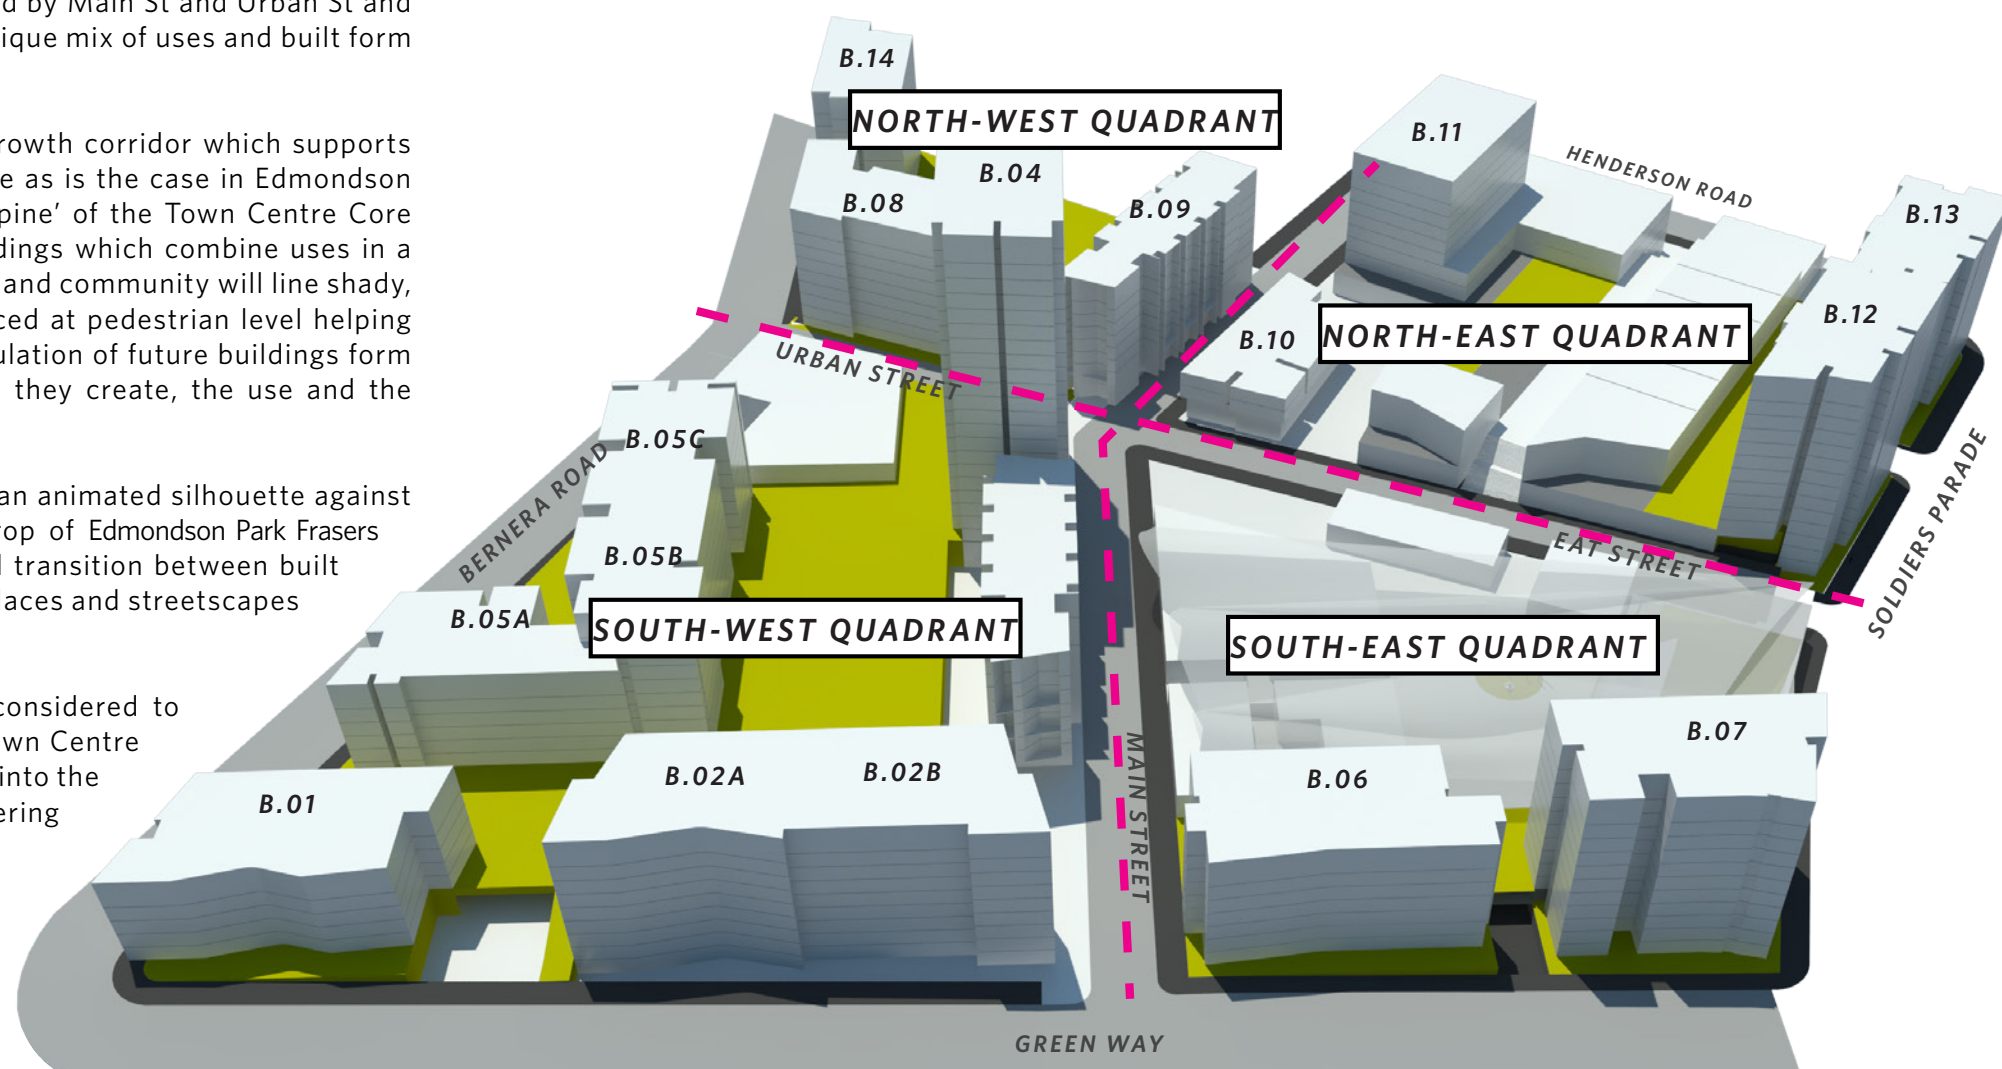 d by Main St and Urban St and
ique mix of uses and built form
rowth corridor which supports
e as is the case in Edmondson
pine’ of the Town Centre Core
dings which combine uses in a
and community will line shady,
ced at pedestrian level helping
ulation of future buildings form
they create, the use and the
an animated silhouette against
rop of Edmondson Park Frasers
l transition between built
laces and streetscapes
considered to
own Centre
into the
ering
B.14
NORTH-WEST QUADRANT
B.11
HENDERSON ROAD
B.04
B.08
B.09
B.13
B.12
B.10
NORTH-EAST QUADRANT
URBAN STREET
B.05C
BERNERA ROAD
B.05B
EAT STREET
SOLDIERS PARADE
B.05A
SOUTH-WEST QUADRANT
SOUTH-EAST QUADRANT
B.07
MAIN STREET
B.02A
B.02B
B.06
B.01
GREEN WAY